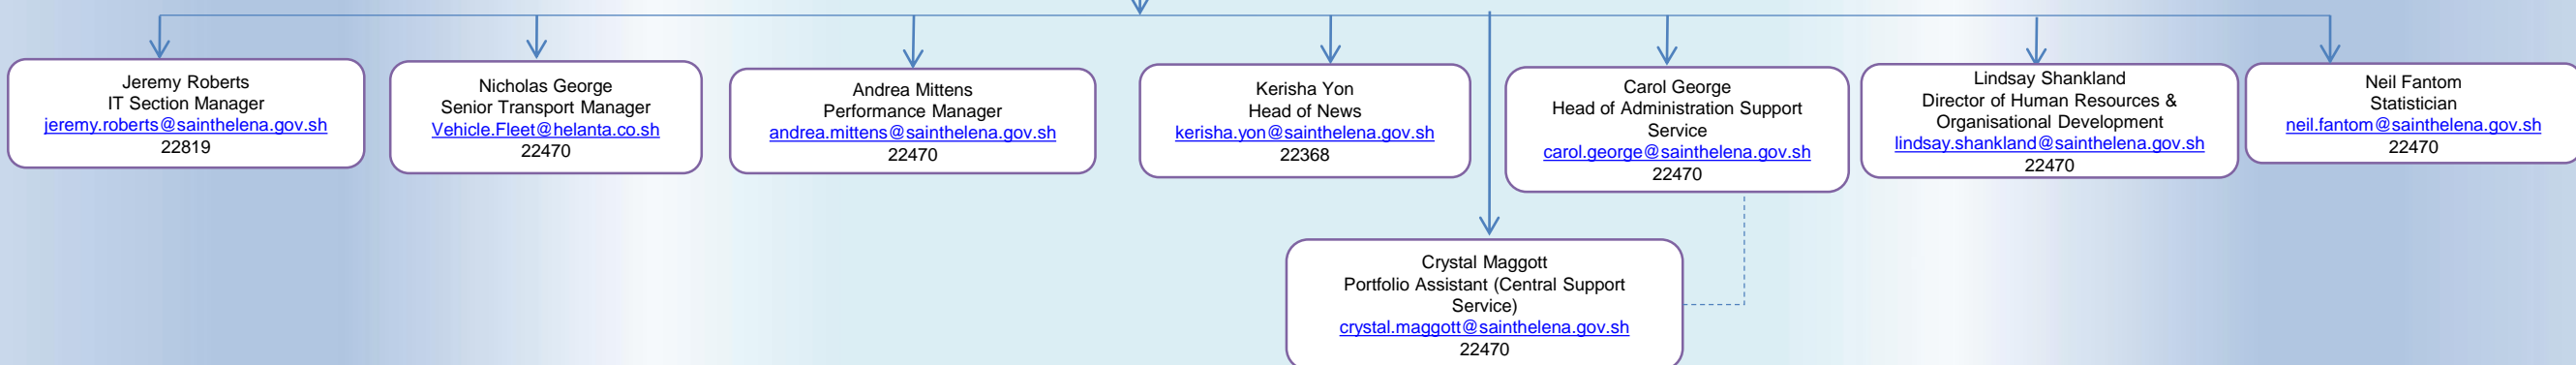 Jeremy Roberts
IT Section Manager
jeremy.roberts@sainthelena.gov.sh
22819
Nicholas George
Senior Transport Manager
Vehicle.Fleet@helanta.co.sh
22470
Andrea Mittens
Performance Manager
andrea.mittens@sainthelena.gov.sh
22470
Kerisha Yon
Head of News
kerisha.yon@sainthelena.gov.sh
22368
Carol George
Head of Administration Support
Service
carol.george@sainthelena.gov.sh
22470
Lindsay Shankland
Director of Human Resources &
Organisational Development
lindsay.shankland@sainthelena.gov.sh
22470
Neil Fantom
Statistician
neil.fantom@sainthelena.gov.sh
22470
Crystal Maggott
Portfolio Assistant (Central Support
Service)
crystal.maggott@sainthelena.gov.sh
22470